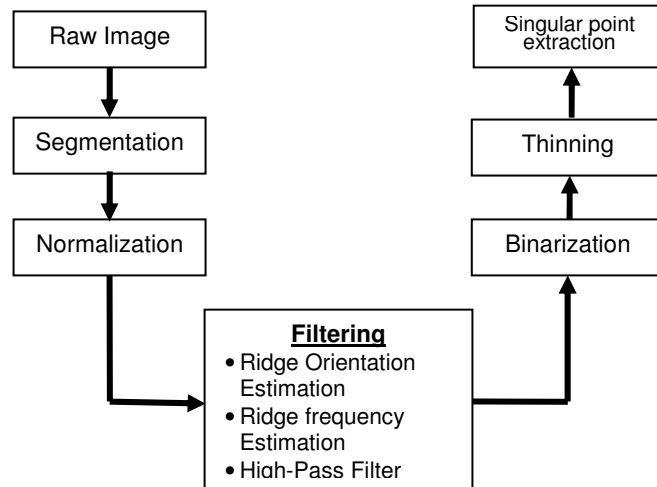 Raw Image
Segmentation
Normalization
Filtering
• Ridge Orientation
Estimation
• Ridge frequency
Estimation
• High-Pass Filter
Binarization
Thinning
Singular point
extraction